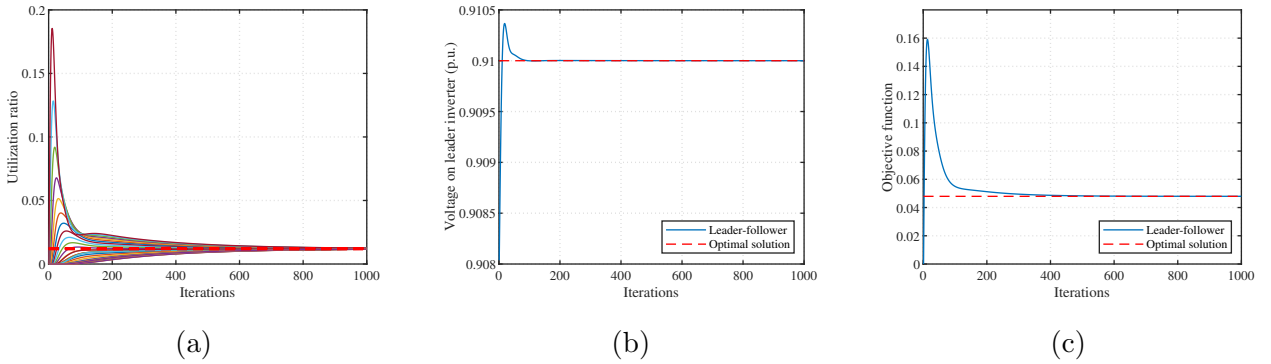 0.2
0.15
0.1
0.05
0
Utilization ratio
0 200 400 600 800 1000
Iterations
(a)
0.9105
0.91
0.9095
0.909
0.9085
0.908
Voltage on leader inverter (p.u.)
Leader-follower
Optimal solution
0 200 400 600 800 1000
Iterations
(b)
0.16
0.14
0.12
0.1
0.08
0.06
0.04
0.02
0
Objective function
Leader-follower
Optimal solution
0 200 400 600 800 1000
Iterations
(c)